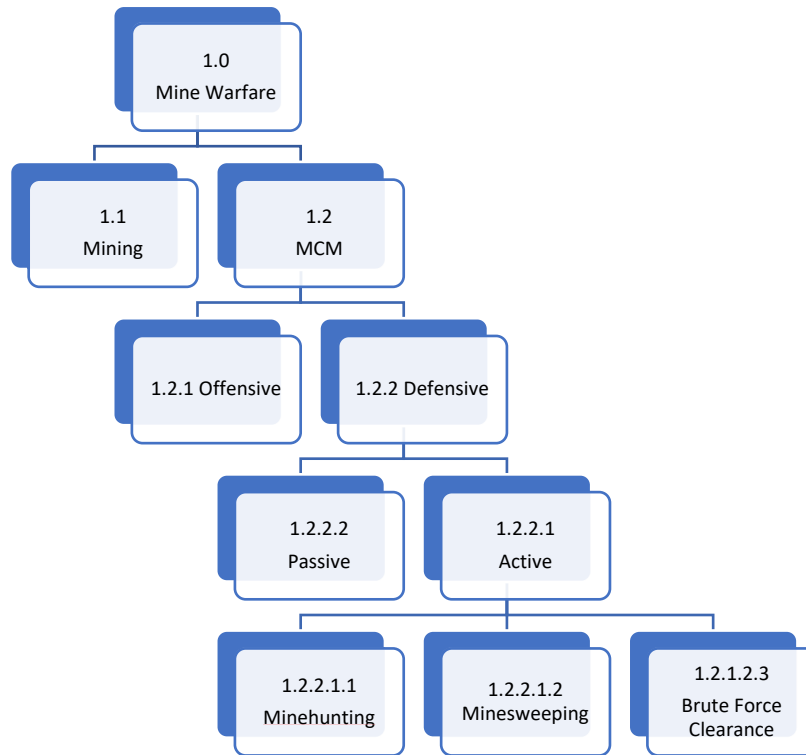 1.0
Mine Warfare
1.1
Mining
1.2
MCM
1.2.1 Offensive
1.2.2 Defensive
1.2.2.2
Passive
1.2.2.1
Active
1.2.2.1.1
Minehunting
1.2.2.1.2
Minesweeping
1.2.1.2.3
Brute Force
Clearance